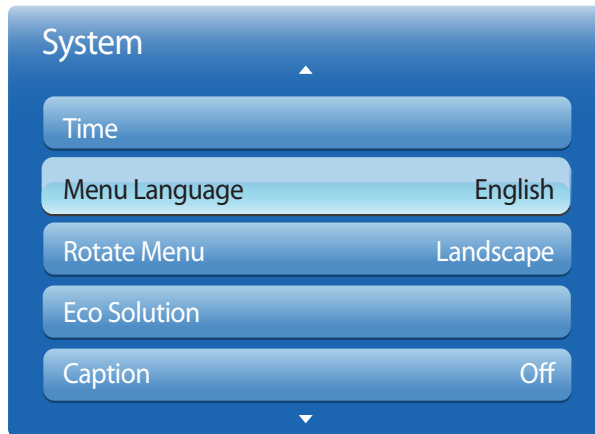 System
Time
Menu Language English
Rotate Menu Landscape
Eco Solution
Caption Off